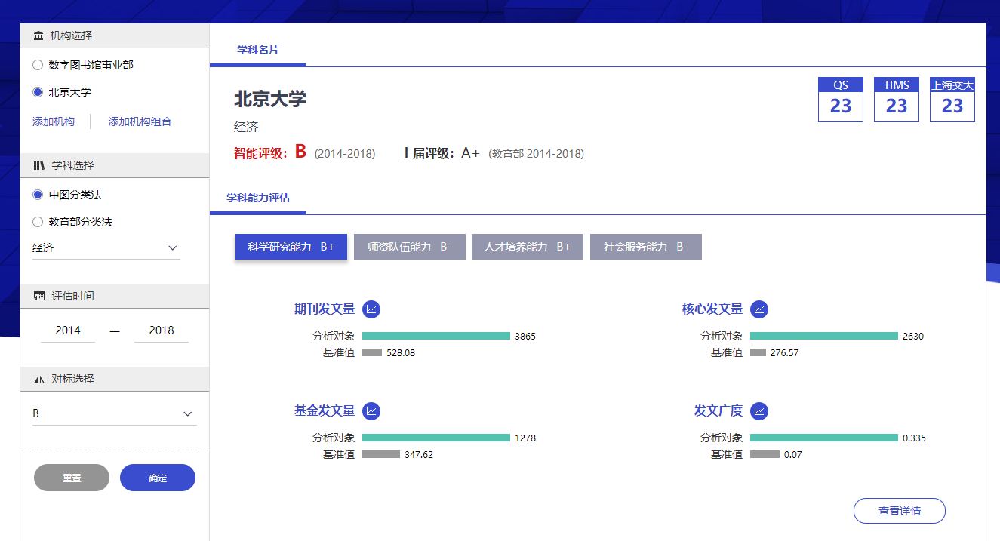 机构选择
数字图书馆事业部
北京大学
添加机构
添加机构组合
学科选择
中图分类法
教育部分类法
经济
评估时间
2014 — 2018
对标选择
B
重置
确定
学科名片
北京大学
经济
智能评级: B (2014-2018) 上届评级: A+ (教育部 2014-2018)
QS
23
TIMS
23
上海交大
23
学科能力评估
科学研究能力 B+
师资队伍能力 B-
人才培养能力 B+
社会服务能力 B-
期刊发文量
分析对象 3865
基准值 528.08
核心发文量
分析对象 2630
基准值 276.57
基金发文量
分析对象 1278
基准值 347.62
发文广度
分析对象 0.335
基准值 0.07
查看详情